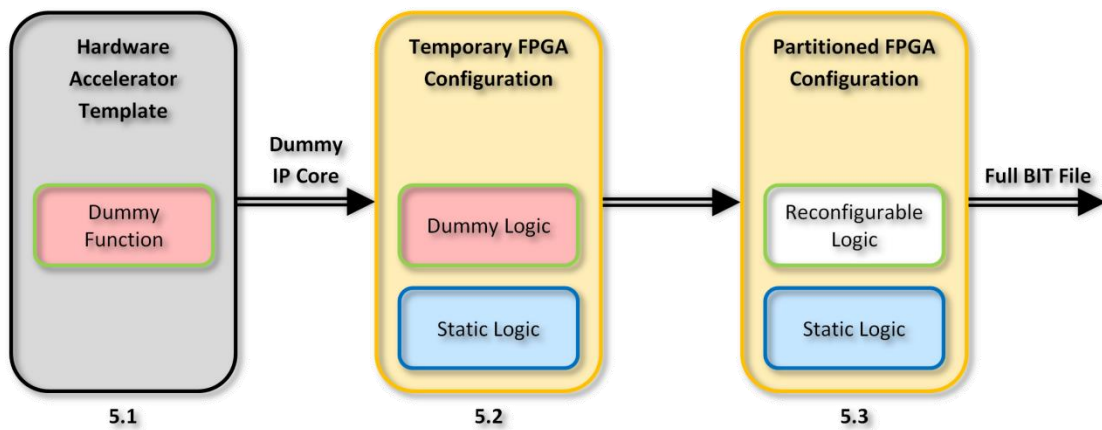 Hardware
Accelerator
Template
Dummy
Function
5.1
Dummy
IP Core
Temporary FPGA
Configuration
Dummy Logic
Static Logic
5.2
Partitioned FPGA
Configuration
Reconfigurable
Logic
Static Logic
5.3
Full BIT File